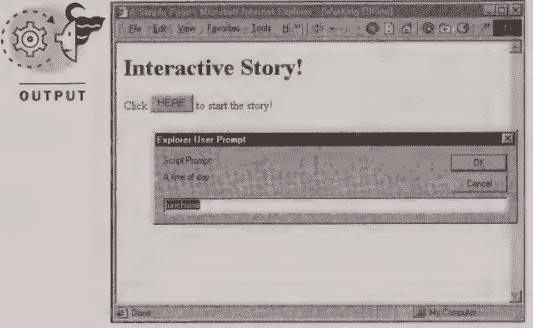 A Simple Page - Microsoft Internet Explorer - [Working Offline]
File Edit View Favorites Tools H
OUTPUT
Interactive Story!
Click HERE to start the story!
Explorer User Prompt
Script Prompt:
OK
A time of day
Cancel
lunchtime
Done
My Computer